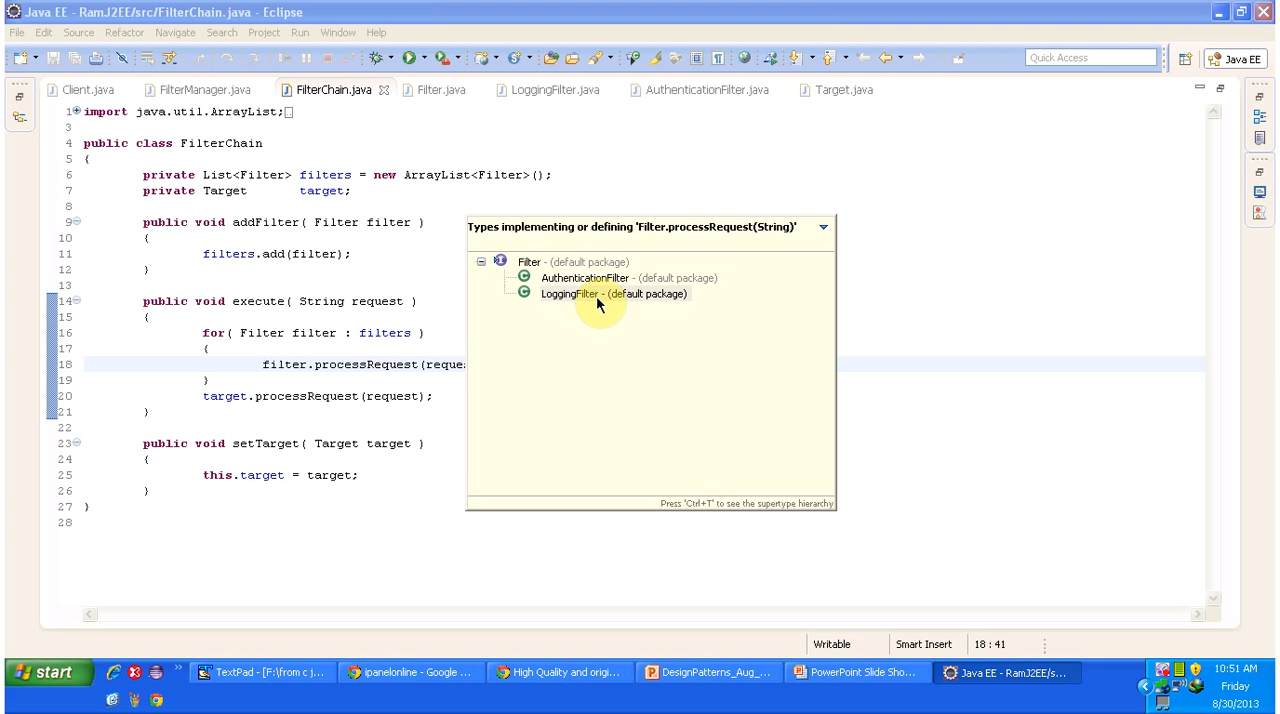 Java EE - RamJ2EE/src/FilterChain.java - Eclipse
File Edit Source Refactor Navigate Search Project Run Window Help
Quick Access
Java EE
Client.java FilterManager.java FilterChain.java Filter.java LoggingFilter.java AuthenticationFilter.java Target.java
1 import java.util.ArrayList;
3
4 public class FilterChain
5 {
6 private List<Filter> filters = new ArrayList<Filter>();
7 private Target target;
8
9 public void addFilter( Filter filter )
10 {
11 filters.add(filter);
12 }
13
14 public void execute( String request )
15 {
16 for( Filter filter : filters )
17 {
18 filter.processRequest(reques
19 }
20 target.processRequest(request);
21 }
22
23 public void setTarget( Target target )
24 {
25 this.target = target;
26 }
27 }
28
Types implementing or defining 'Filter.processRequest(String)'
Filter - (default package)
AuthenticationFilter - (default package)
LoggingFilter - (default package)
Press 'Ctrl+T' to see the supertype hierarchy
Writable Smart Insert 18 : 41
start
TextPad - [F:\from c j...
ipanelonline - Google ...
High Quality and origi...
DesignPatterns_Aug_...
PowerPoint Slide Sho...
Java EE - RamJ2EE/s...
10:51 AM
Friday
8/30/2013